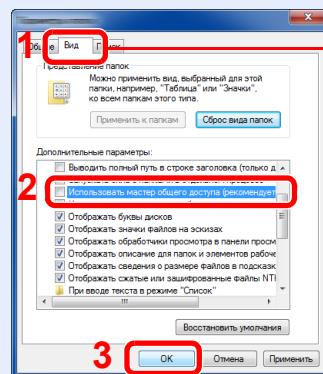 1
Общие Вид Поиск
Представление папок
Можно применить вид, выбранный для этой
папки, например, "Таблица" или "Значки",
ко всем папкам этого типа.
Применить к папкам Сброс вида папок
Дополнительные параметры:
Выводить полный путь в строке заголовка (только д
2
Использовать мастер общего доступа (рекомендует
Отображать буквы дисков
Отображать значки файлов на эскизах
Отображать обработчики просмотра в панели просм
Отображать описание для папок и элементов рабоче
Отображать сведения о размере файлов в подсказк
Отображать сжатые или зашифрованные файлы NTI
При вводе текста в режиме "Список"
Восстановить умолчания
3
OK Отмена Применить